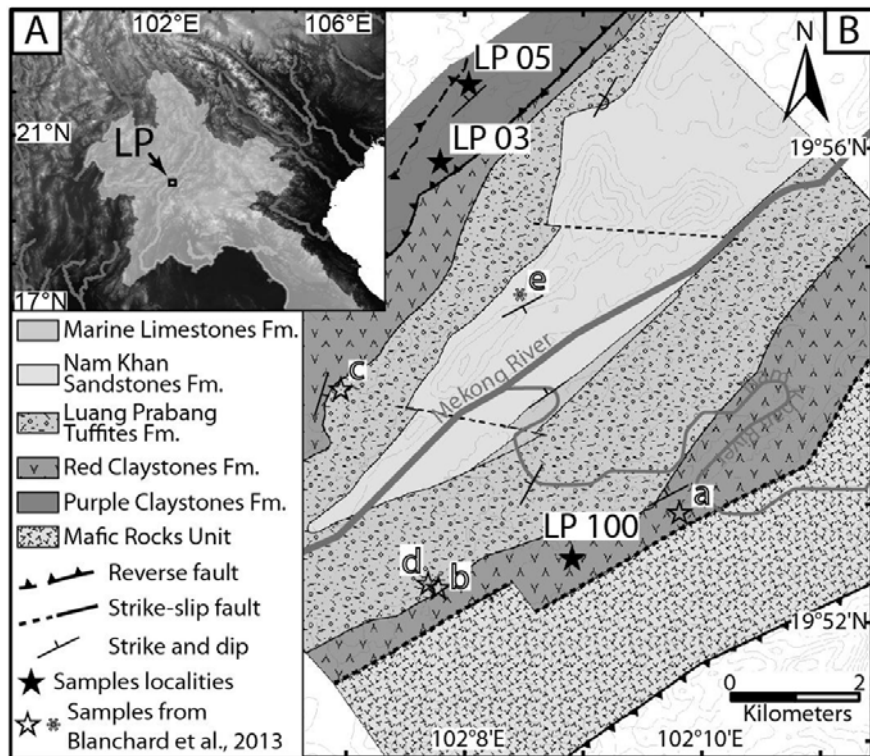 A
102°E
106°E
21°N
LP
17°N
B
N
LP 05
LP 03
19°56'N
e
Mekong River
c
Nam
Khan River
a
LP 100
d
b
19°52'N
102°8'E
102°10'E
0
2
Kilometers
Marine Limestones Fm.
Nam Khan
Sandstones Fm.
Luang Prabang
Tuffites Fm.
Red Claystones Fm.
Purple Claystones Fm.
Mafic Rocks Unit
Reverse fault
Strike-slip fault
Strike and dip
Samples localities
Samples from
Blanchard et al., 2013